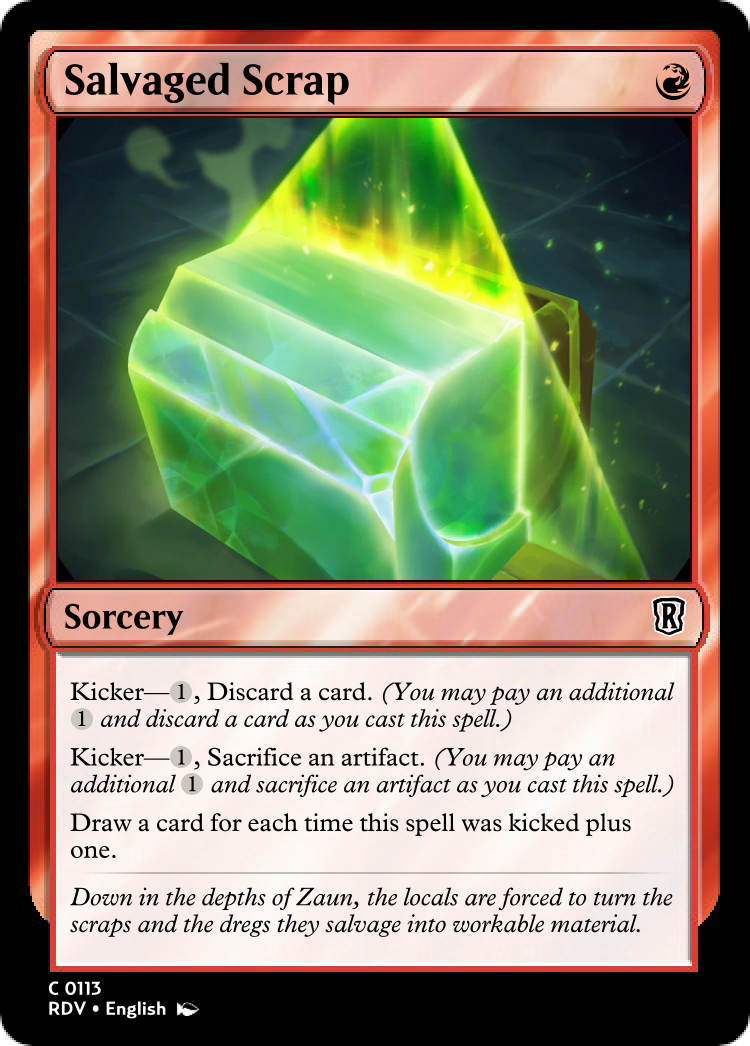 Salvaged Scrap
Sorcery
R
Kicker—1, Discard a card. (You may pay an additional
1 and discard a card as you cast this spell.)
Kicker—1, Sacrifice an artifact. (You may pay an
additional 1 and sacrifice an artifact as you cast this spell.)
Draw a card for each time this spell was kicked plus
one.
Down in the depths of Zaun, the locals are forced to turn the
scraps and the dregs they salvage into workable material.
C 0113
RDV • English